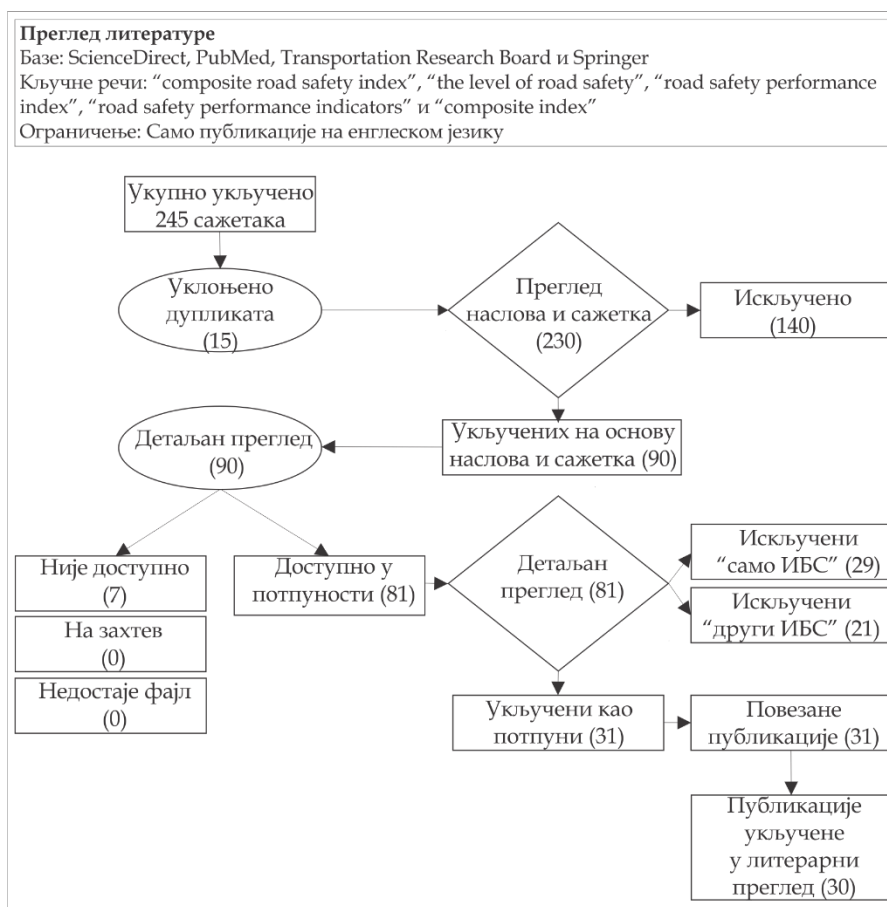 Преглед литературе
Базе: ScienceDirect, PubMed, Transportation Research Board и Springer
Кључне речи: “composite road safety index”, “the level of road safety”, “road safety performance
index”, “road safety performance indicators” и “composite index”
Ограничење: Само публикације на енглеском језику
Укупно укључено
245 сажетака
Уклоњено
дупликата
(15)
Преглед
наслова и сажетка
(230)
Искључено
(140)
Детаљан преглед
(90)
Укључених на основу
наслова и сажетка (90)
Није доступно
(7)
На захтев
(0)
Недостаје фајл
(0)
Доступно у
потпуности (81)
Детаљан
преглед (81)
Искључени
“само ИБС” (29)
Искључени
“други ИБС” (21)
Укључени као
потпуни (31)
Повезане
публикације (31)
Публикације
укључене
у литерарни
преглед (30)